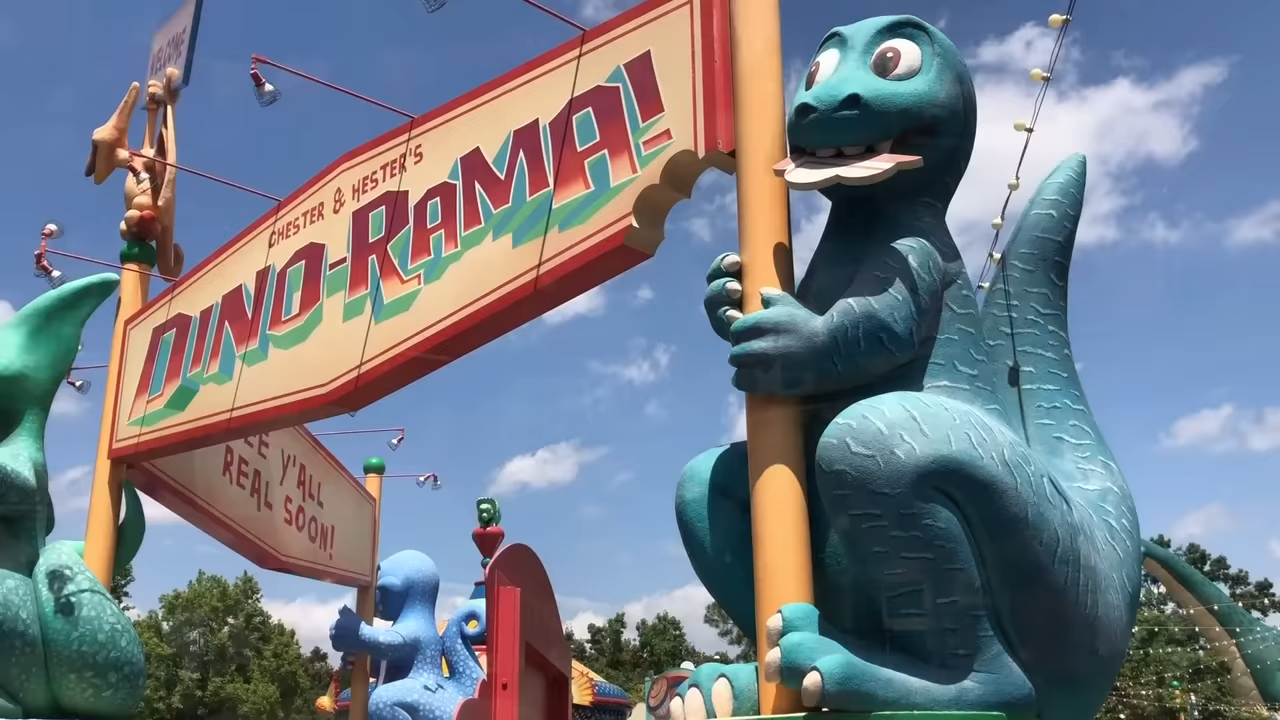 WELCOME
CHESTER & HESTER'S
DINO-RAMA!
Y'ALL
REAL SOON!